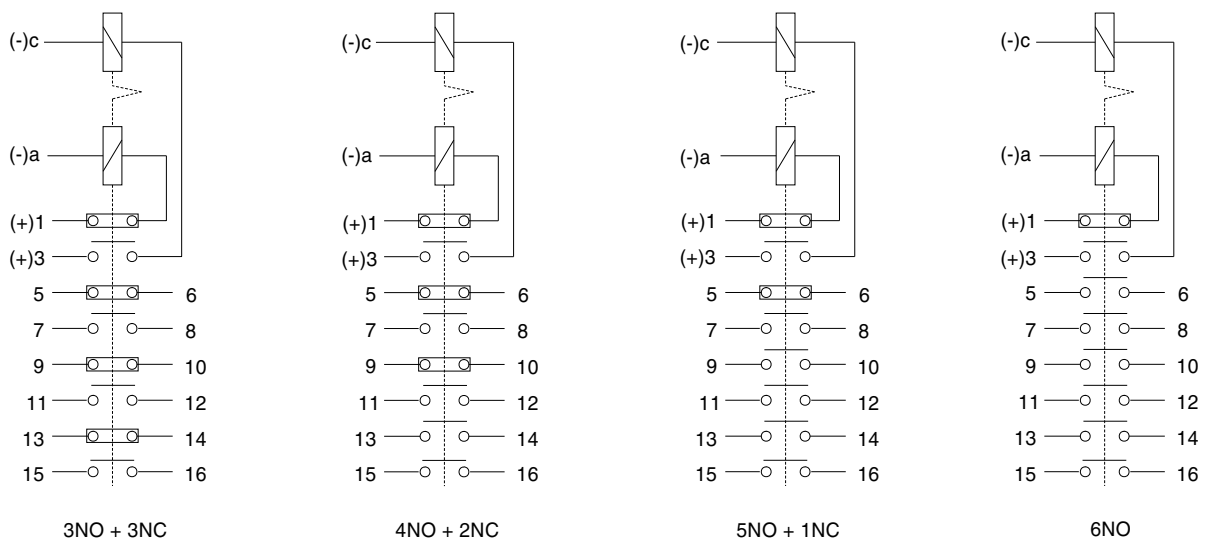 (-)c
(-)a
(+)1
(+)3
5 6
7 8
9 10
11 12
13 14
15 16
3NO + 3NC
(-)c
(-)a
(+)1
(+)3
5 6
7 8
9 10
11 12
13 14
15 16
4NO + 2NC
(-)c
(-)a
(+)1
(+)3
5 6
7 8
9 10
11 12
13 14
15 16
5NO + 1NC
(-)c
(-)a
(+)1
(+)3
5 6
7 8
9 10
11 12
13 14
15 16
6NO